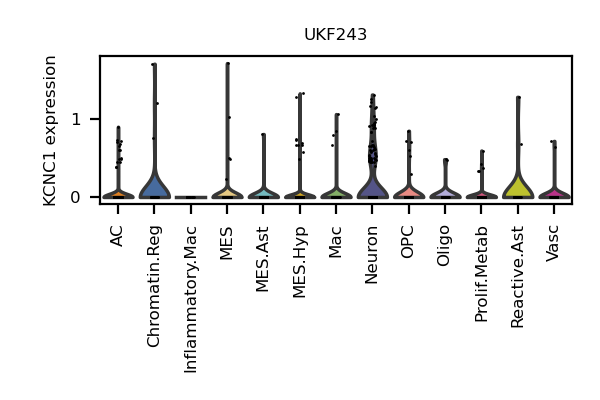 UKF243
KCNC1 expression
1
0
AC
Chromatin.Reg
Inflammatory.Mac
MES
MES.Ast
MES.Hyp
Mac
Neuron
OPC
Oligo
Prolif.Metab
Reactive.Ast
Vasc